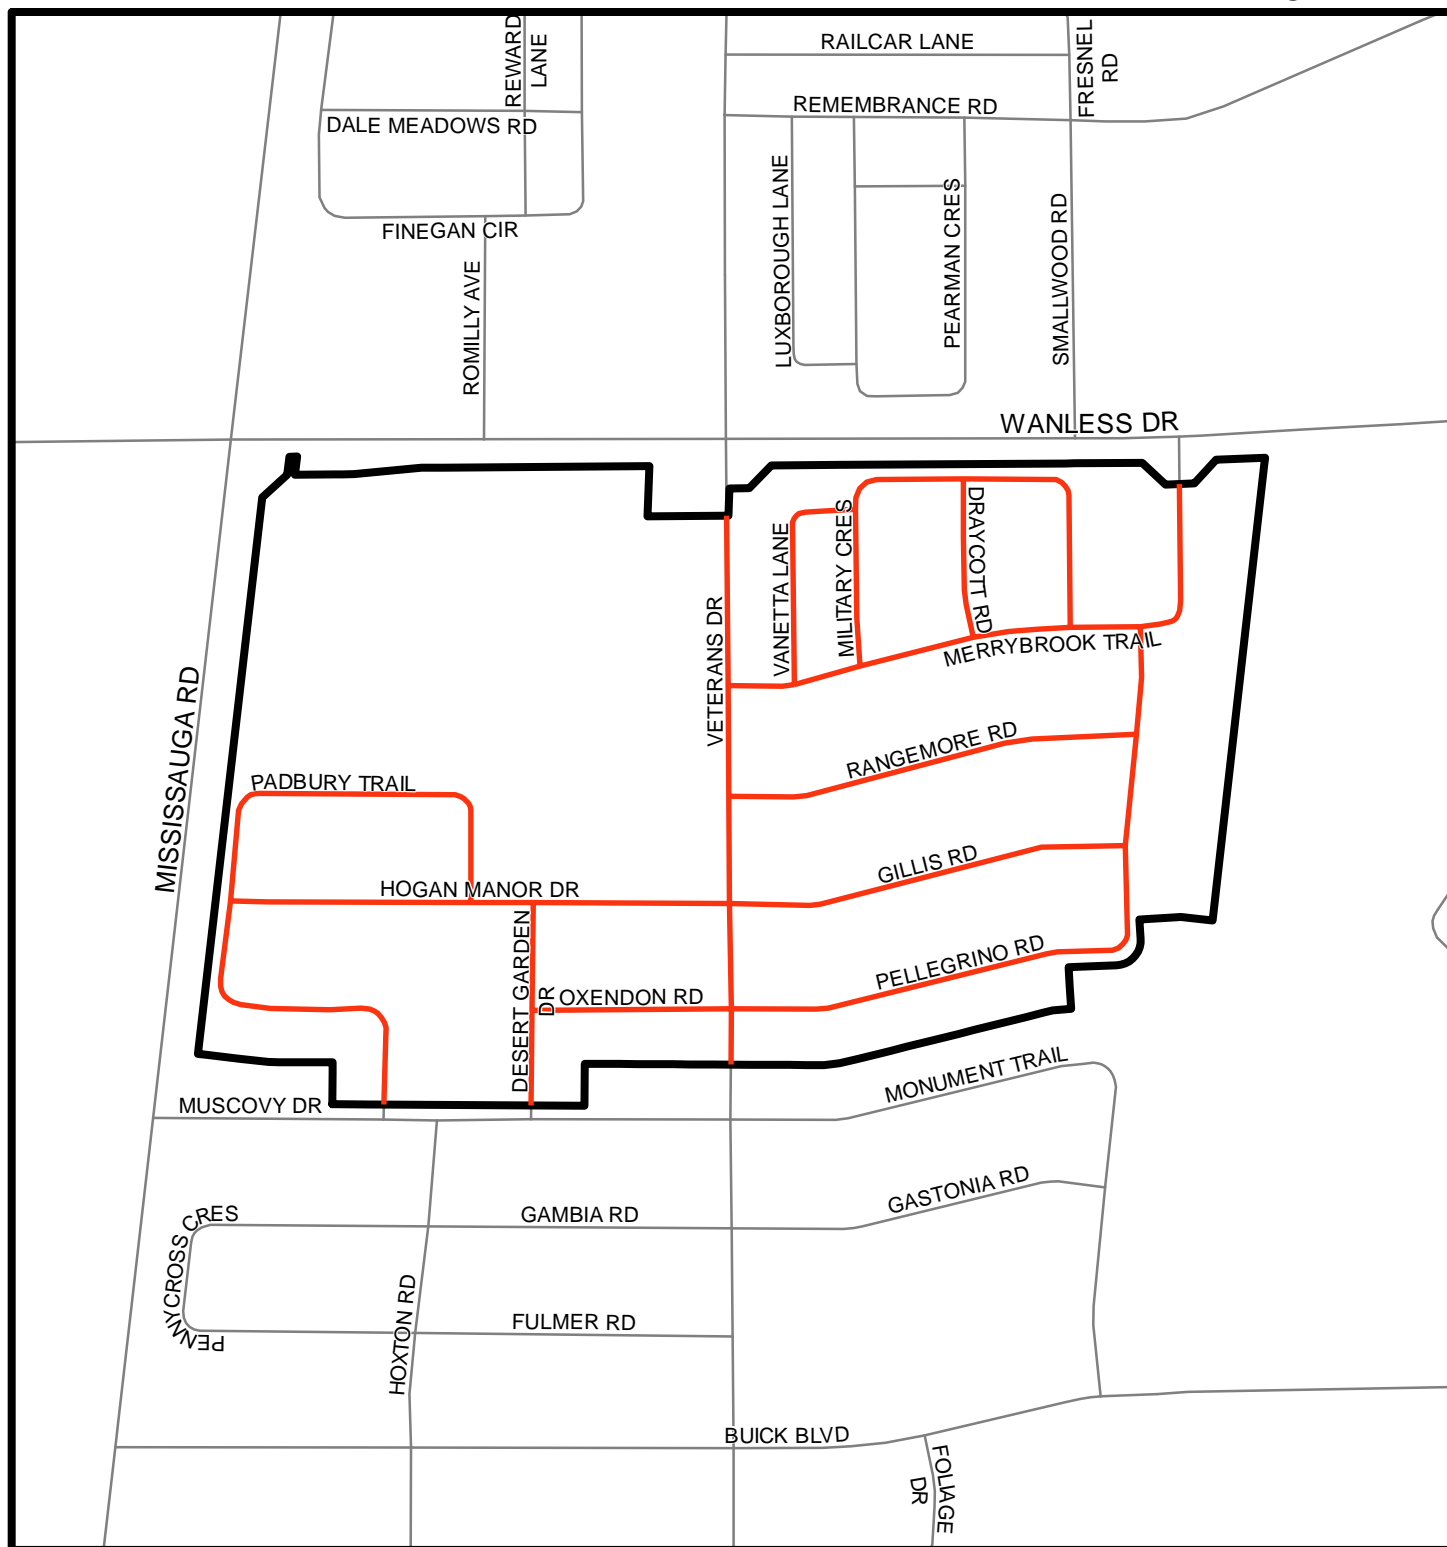 REWARD
LANE
RAILCAR LANE
FRESNEL
RD
REMEMBRANCE RD
DALE MEADOWS RD
FINEGAN CIR
ROMILLY AVE
LUXBOROUGH LANE
PEARMAN CRES
SMALLWOOD RD
WANLESS DR
VANETTA LANE
MILITARY CRES
DRAYCOTT RD
VETERANS DR
MERRYBROOK TRAIL
MISSISSAUGA RD
RANGEMORE RD
PADBURY TRAIL
GILLIS RD
HOGAN MANOR DR
DESERT GARDEN
DR
OXENDON RD
PELLEGRINO RD
MONUMENT TRAIL
MUSCOVY DR
GASTONIA RD
PENNYCROSS CRES
GAMBIA RD
HOXTON RD
FULMER RD
BUICK BLVD
FOLIAGE
DR